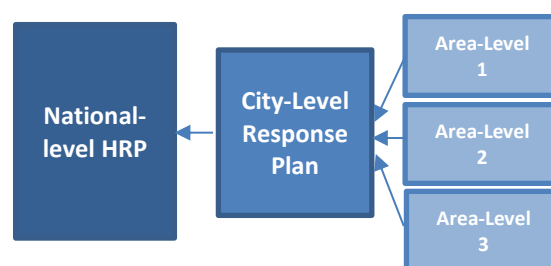 National-
level HRP
City-Level
Response
Plan
Area-Level
1
Area-Level
2
Area-Level
3